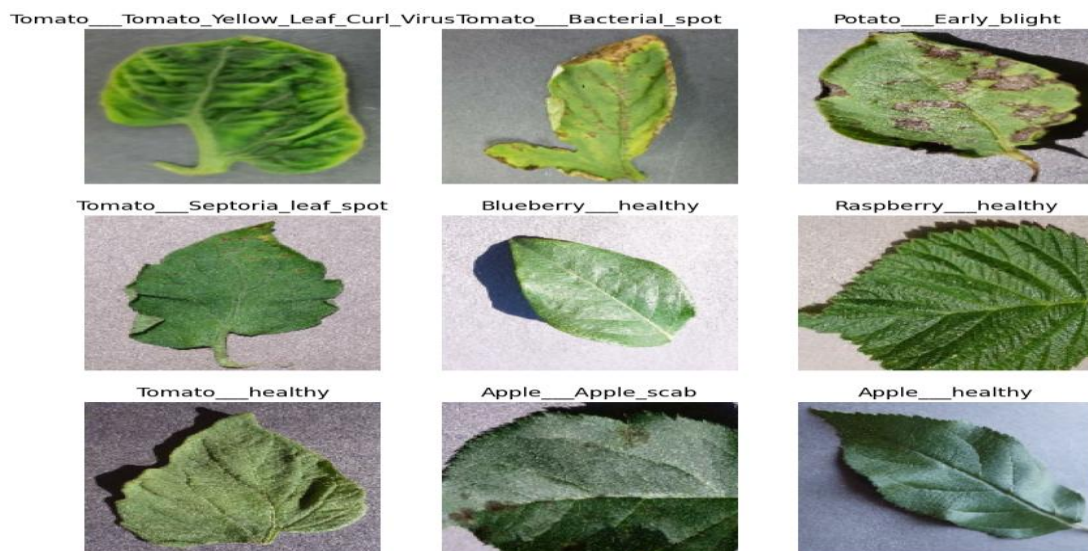 Tomato___Tomato_Yellow_Leaf_Curl_Virus
Tomato___Bacterial_spot
Potato___Early_blight
Tomato___Septoria_leaf_spot
Blueberry___healthy
Raspberry___healthy
Tomato___healthy
Apple___Apple_scab
Apple___healthy